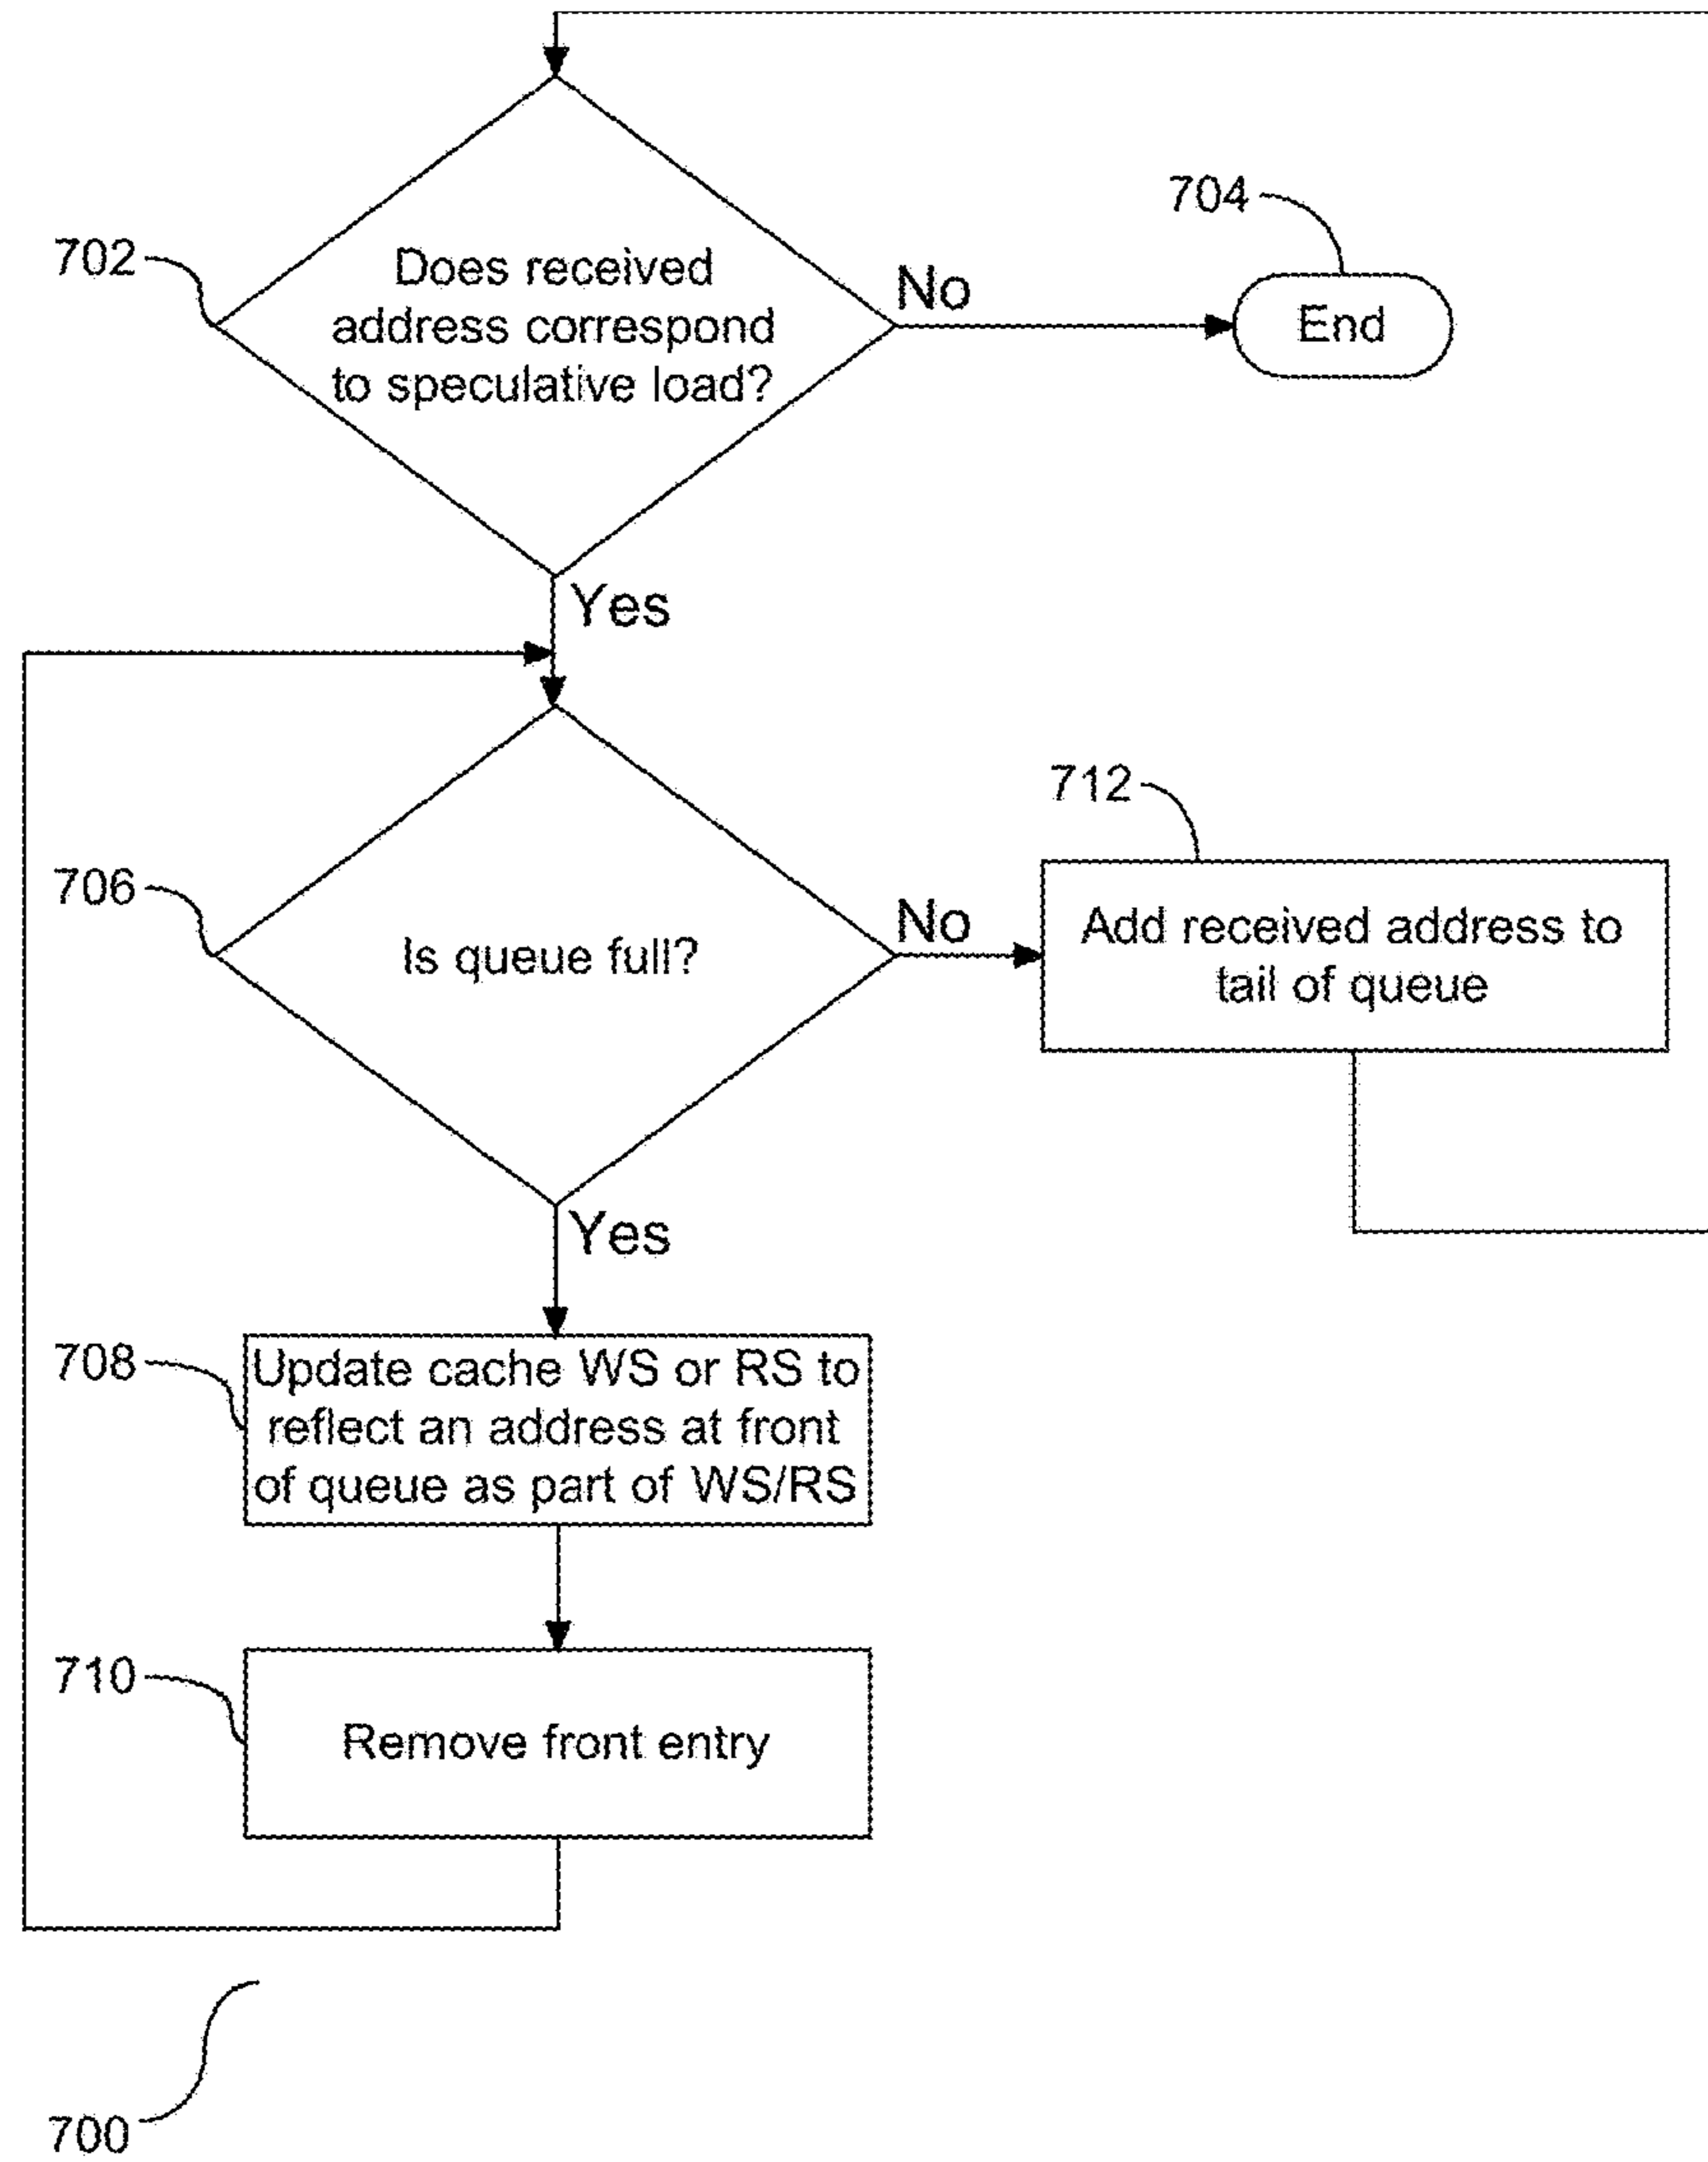 704
702
Does received
address correspond
to speculative load?
No
End
Yes
712
706
Is queue full?
No
Add received address to
tail of queue
Yes
708
Update cache WS or RS to
reflect an address at front
of queue as part of WS/RS
710
Remove front entry
700